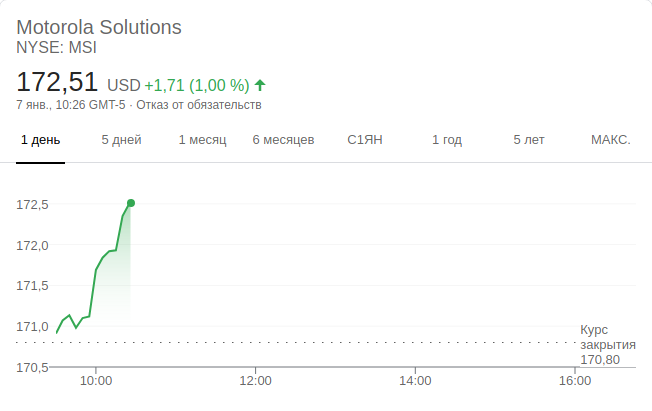 Motorola Solutions
NYSE: MSI
172,51 USD +1,71 (1,00 %)
7 янв., 10:26 GMT-5 · Отказ от обязательств
1 день 5 дней 1 месяц 6 месяцев С1ЯН 1 год 5 лет МАКС.
172,5
172,0
171,5
171,0
Курс
закрытия
170,80
170,5
10:00 12:00 14:00 16:00